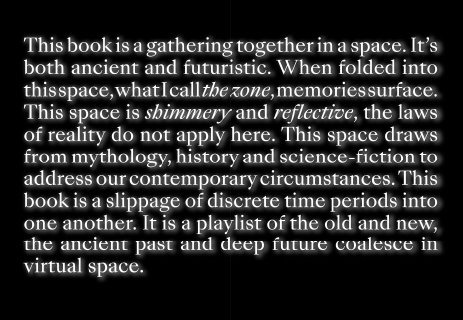 This book is a gathering together in a space. It’s
both ancient and futuristic. When folded into
this space, what I call the zone, memories surface.
This space is shimmery and reflective, the laws
of reality do not apply here. This space draws
from mythology, history and science-fiction to
address our contemporary circumstances. This
book is a slippage of discrete time periods into
one another. It is a playlist of the old and new,
the ancient past and deep future coalesce in
virtual space.